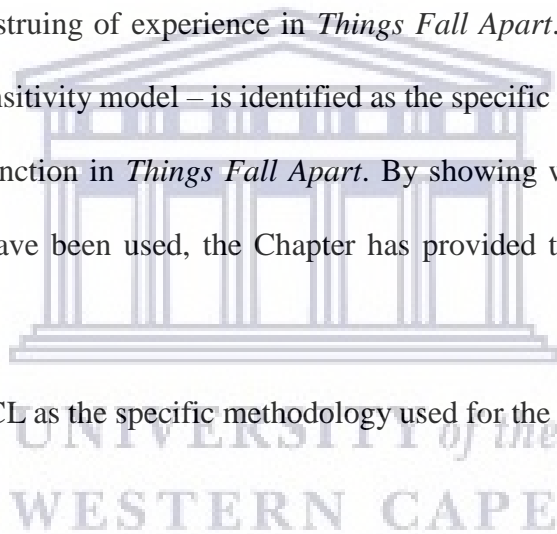 struing of experience in Things Fall Apart.
nsitivity model – is identified as the specific
nction in Things Fall Apart. By showing v
ave been used, the Chapter has provided t
CL as the specific methodology used for the
UNIVERSITY of the
WESTERN CAPE